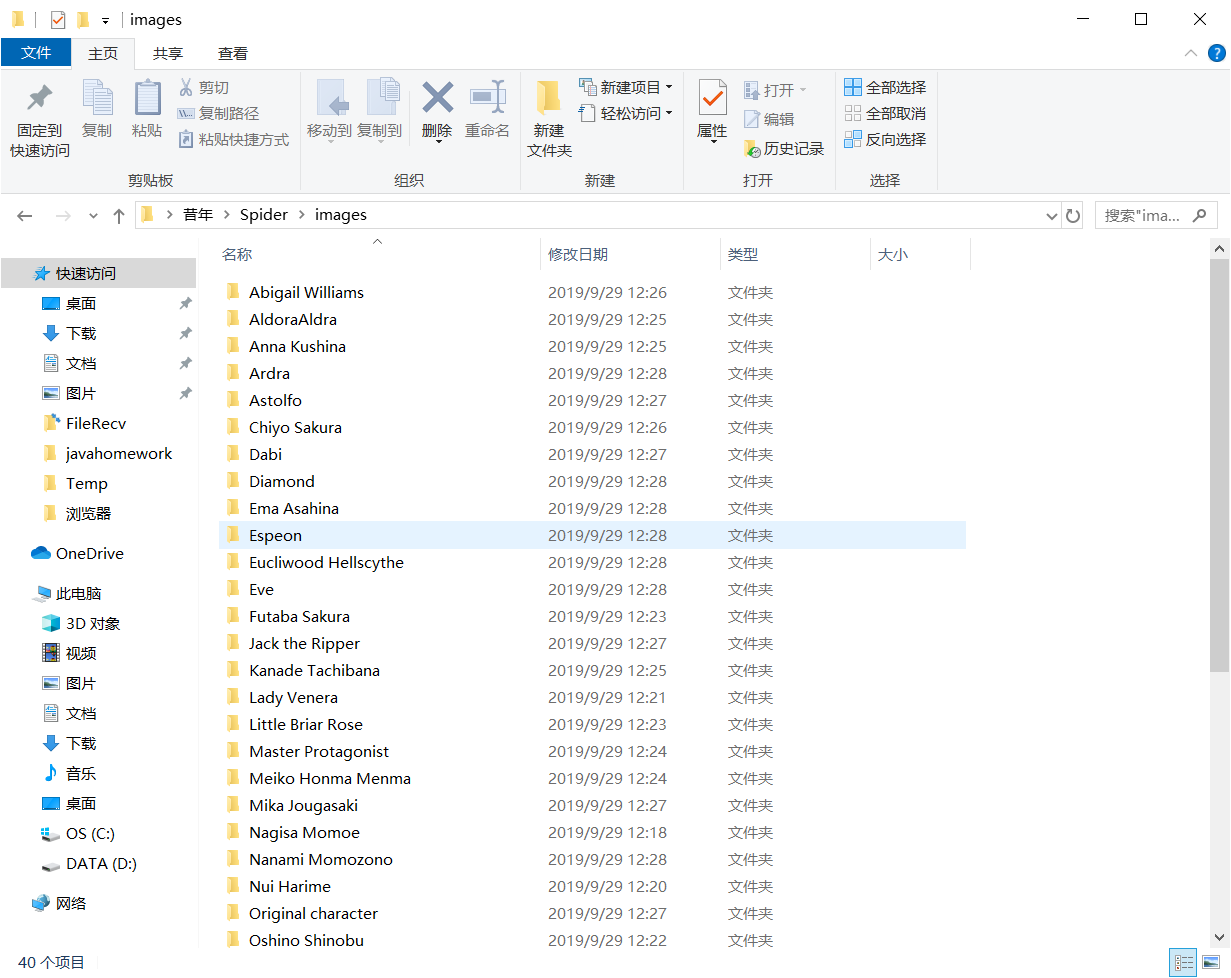 images
文件 主页 共享 查看
固定到快速访问
复制
粘贴
剪切
复制路径
粘贴快捷方式
剪贴板
移动到
复制到
删除
重命名
组织
新建文件夹
新建项目
轻松访问
新建
属性
打开
编辑
历史记录
打开
全部选择
全部取消
反向选择
选择
昔年 Spider images
搜索"ima...
快速访问
桌面
下载
文档
图片
FileRecv
javahomework
Temp
浏览器
OneDrive
此电脑
3D 对象
视频
图片
文档
下载
音乐
桌面
OS (C:)
DATA (D:)
网络
名称 修改日期 类型 大小
Abigail Williams 2019/9/29 12:26 文件夹
AldoraAldra 2019/9/29 12:25 文件夹
Anna Kushina 2019/9/29 12:25 文件夹
Ardra 2019/9/29 12:28 文件夹
Astolfo 2019/9/29 12:27 文件夹
Chiyo Sakura 2019/9/29 12:26 文件夹
Dabi 2019/9/29 12:27 文件夹
Diamond 2019/9/29 12:28 文件夹
Ema Asahina 2019/9/29 12:28 文件夹
Espeon 2019/9/29 12:28 文件夹
Eucliwood Hellscythe 2019/9/29 12:28 文件夹
Eve 2019/9/29 12:28 文件夹
Futaba Sakura 2019/9/29 12:23 文件夹
Jack the Ripper 2019/9/29 12:27 文件夹
Kanade Tachibana 2019/9/29 12:25 文件夹
Lady Venera 2019/9/29 12:21 文件夹
Little Briar Rose 2019/9/29 12:23 文件夹
Master Protagonist 2019/9/29 12:24 文件夹
Meiko Honma Menma 2019/9/29 12:24 文件夹
Mika Jougasaki 2019/9/29 12:27 文件夹
Nagisa Momoe 2019/9/29 12:18 文件夹
Nanami Momozono 2019/9/29 12:28 文件夹
Nui Harime 2019/9/29 12:20 文件夹
Original character 2019/9/29 12:27 文件夹
Oshino Shinobu 2019/9/29 12:22 文件夹
40 个项目